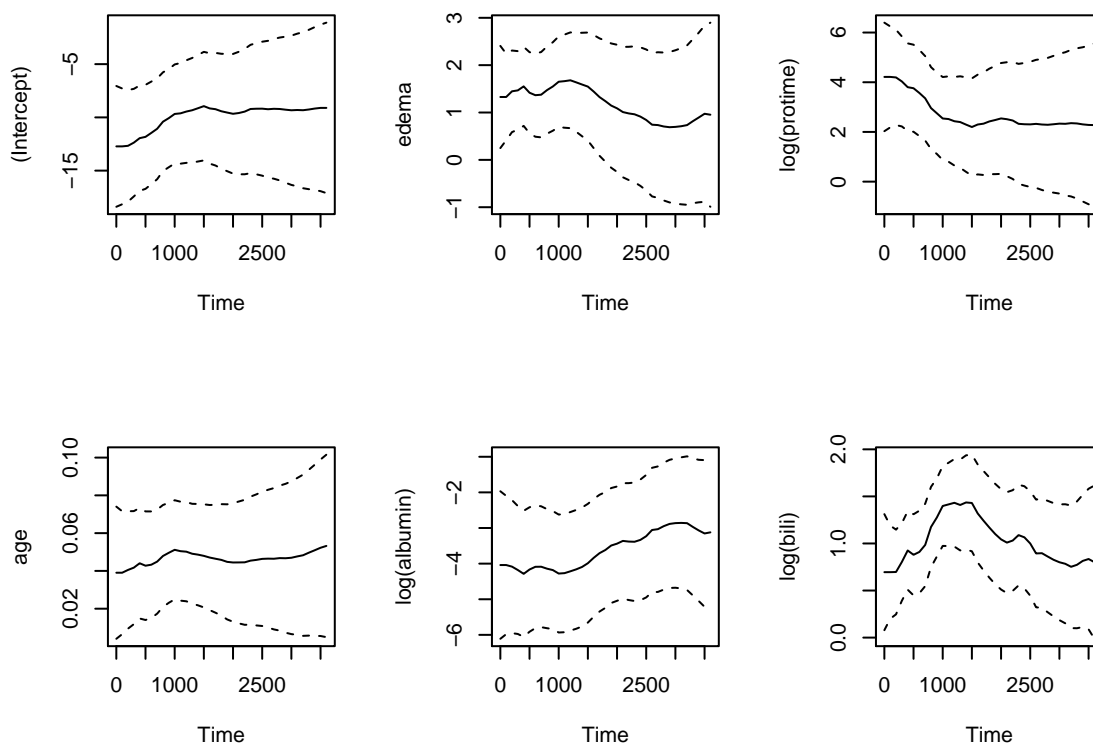 (Intercept)
−5
−15
0 1000 2500
Time
edema
3
2
1
0
−1
0 1000 2500
Time
log(protime)
6
4
2
0
0 1000 2500
Time
age
0.10
0.06
0.02
0 1000 2500
Time
log(albumin)
−2
−4
−6
0 1000 2500
Time
log(bili)
2.0
1.0
0.0
0 1000 2500
Time